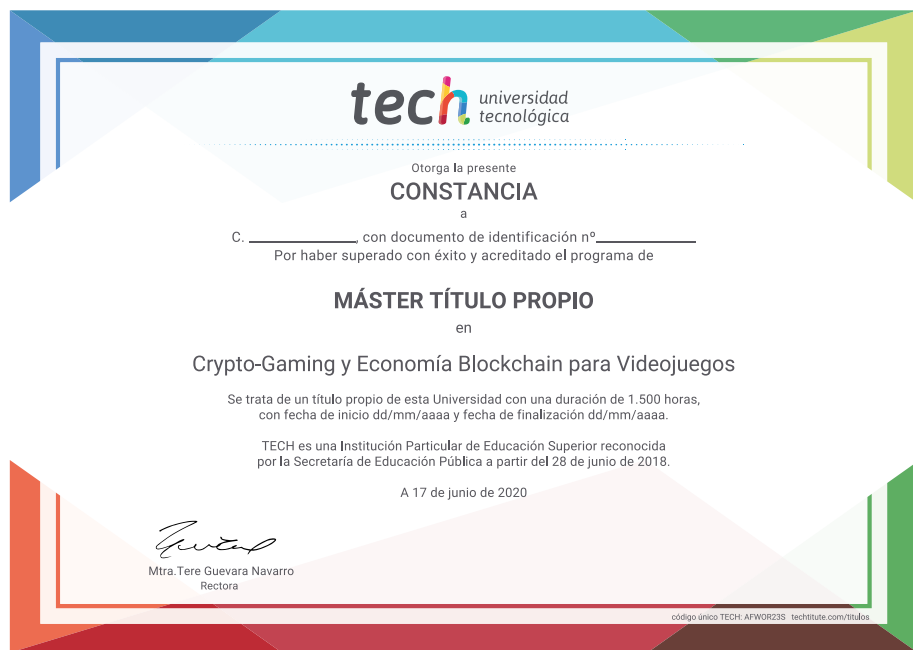 tech universidad
tecnológica
Otorga la presente
CONSTANCIA
a
C. ____________, con documento de identificación nº____________
Por haber superado con éxito y acreditado el programa de
MÁSTER TÍTULO PROPIO
en
Crypto-Gaming y Economía Blockchain para Videojuegos
Se trata de un título propio de esta Universidad con una duración de 1.500 horas,
con fecha de inicio dd/mm/aaaa y fecha de finalización dd/mm/aaaa.
TECH es una Institución Particular de Educación Superior reconocida
por la Secretaría de Educación Pública a partir del 28 de junio de 2018.
A 17 de junio de 2020
Mtra.Tere Guevara Navarro
Rectora
código único TECH: AFWOR23S techtitute.com/titulos